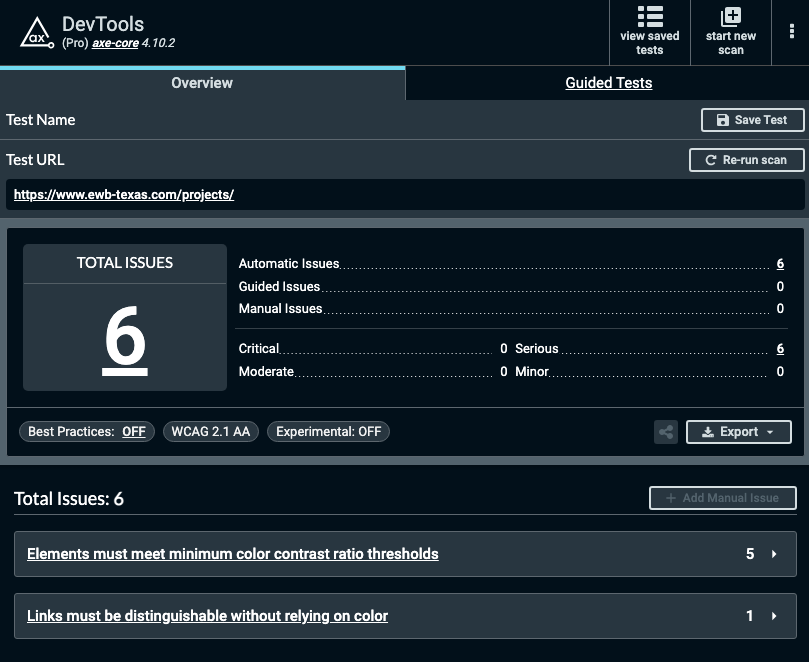 DevTools
(Pro) axe-core 4.10.2
ax
view saved
tests
start new
scan
Overview
Guided Tests
Test Name
Save Test
Test URL
Re-run scan
https://www.ewb-texas.com/projects/
TOTAL ISSUES
6
Automatic Issues 6
Guided Issues 0
Manual Issues 0
Critical 0 Serious 6
Moderate 0 Minor 0
Best Practices: OFF
WCAG 2.1 AA
Experimental: OFF
Export
Total Issues: 6
+ Add Manual Issue
Elements must meet minimum color contrast ratio thresholds 5
Links must be distinguishable without relying on color 1